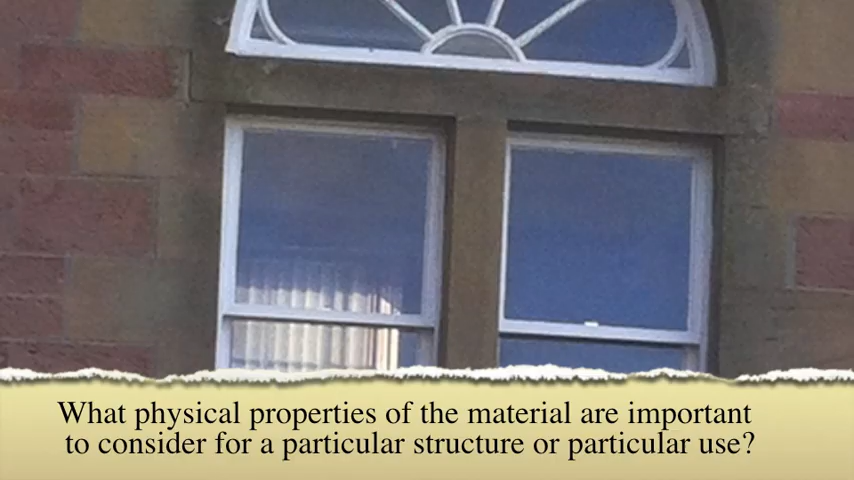 What physical properties of the material are important
to consider for a particular structure or particular use?